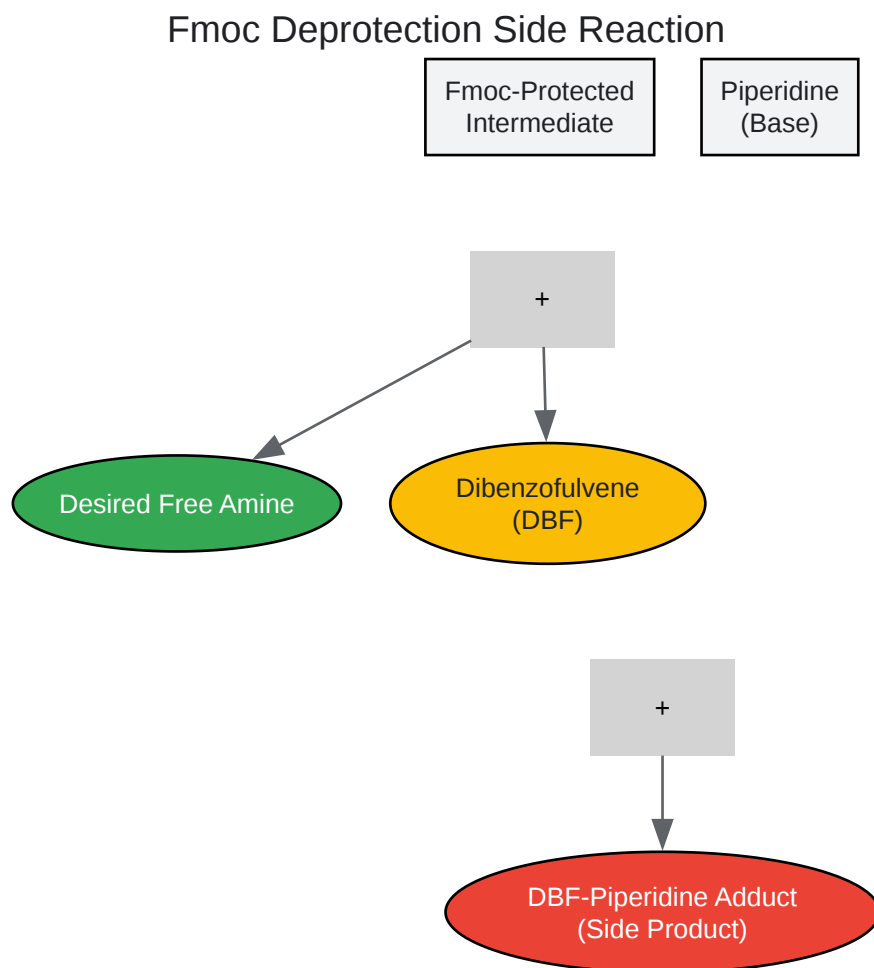 Fmoc Deprotection Side Reaction
Fmoc-Protected
Intermediate
Piperidine
(Base)
+
Desired Free Amine
Dibenzofulvene
(DBF)
+
DBF-Piperidine Adduct
(Side Product)